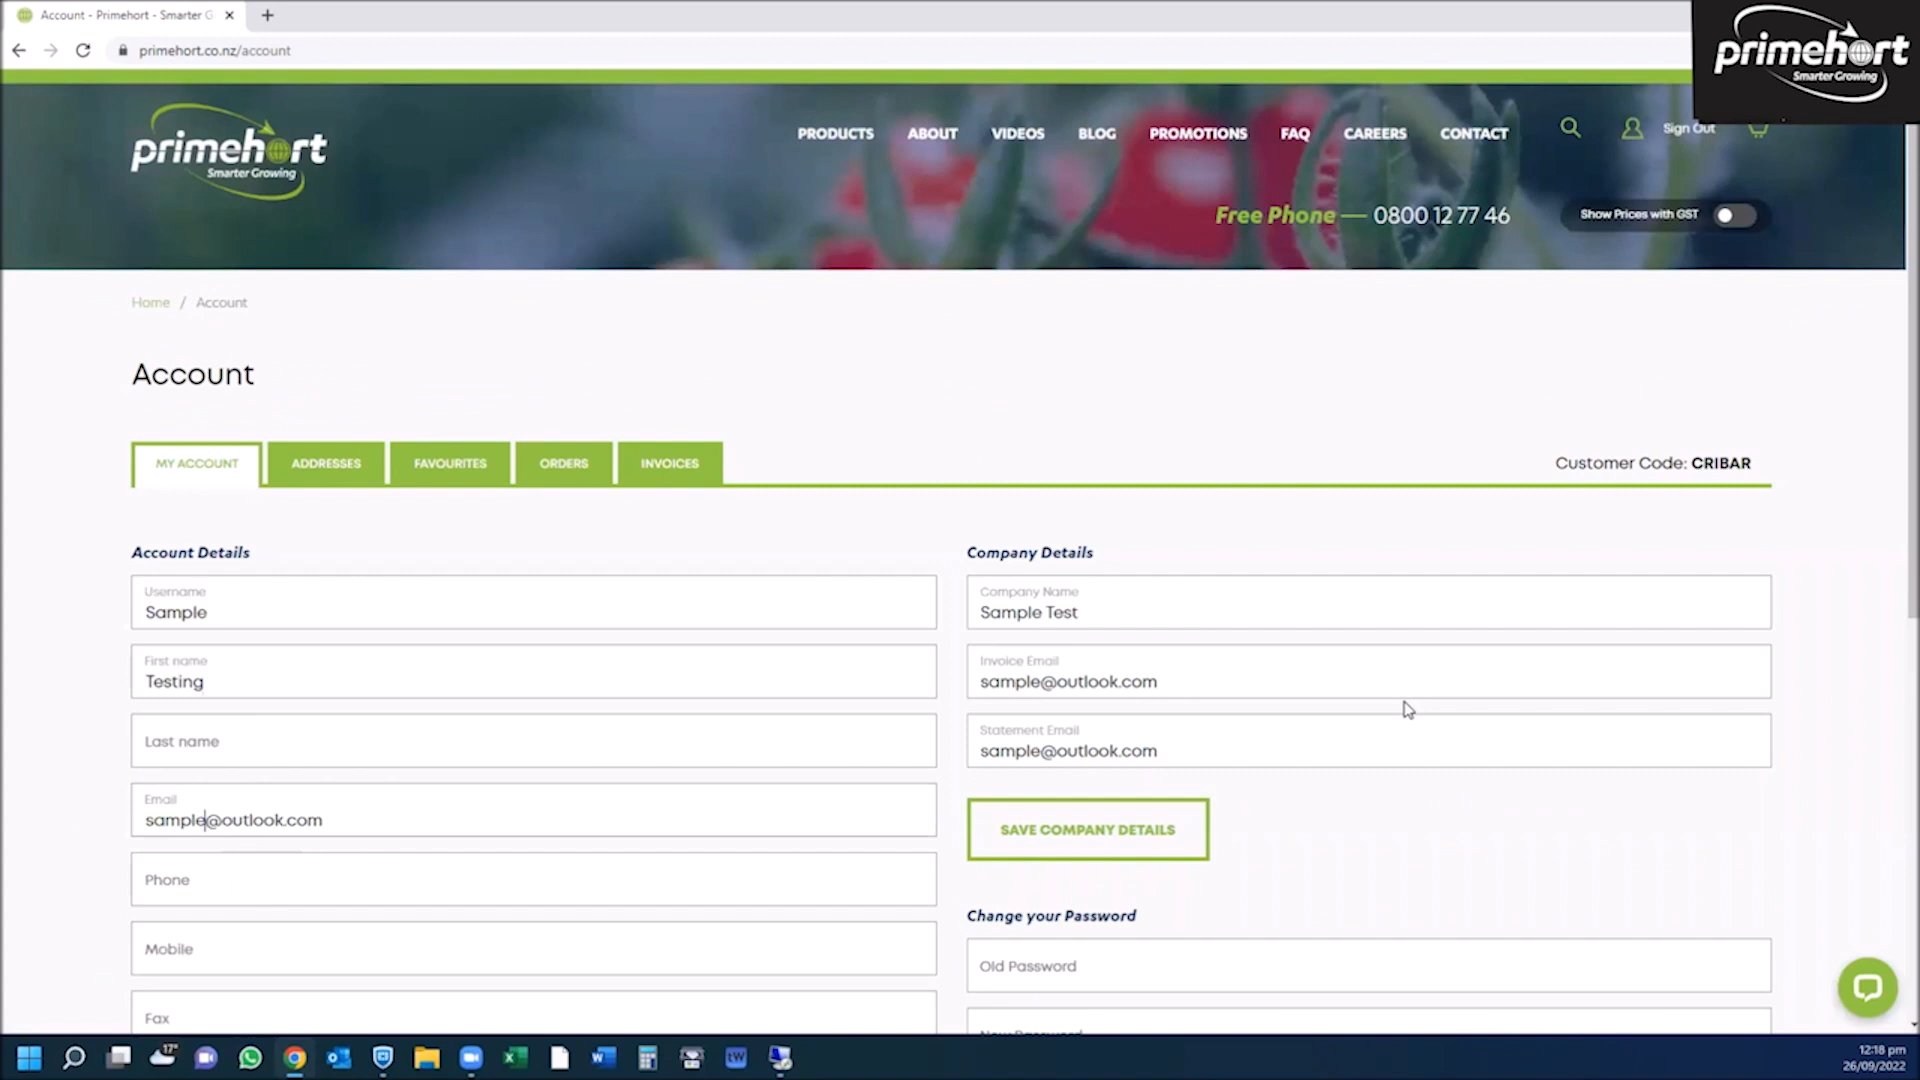 Account - Primehort - Smarter G
primehort.co.nz/account
primehort
Smarter Growing
primehort
Smarter Growing
PRODUCTS
ABOUT
VIDEOS
BLOG
PROMOTIONS
FAQ
CAREERS
CONTACT
Sign Out
Free Phone — 0800 12 77 46
Show Prices with GST
Home / Account
Account
MY ACCOUNT
ADDRESSES
FAVOURITES
ORDERS
INVOICES
Customer Code: CRIBAR
Account Details
Username
Sample
First name
Testing
Last name
Email
sample@outlook.com
Phone
Mobile
Fax
Company Details
Company Name
Sample Test
Invoice Email
sample@outlook.com
Statement Email
sample@outlook.com
SAVE COMPANY DETAILS
Change your Password
Old Password
New Password
17°
tw
12:18 pm
26/09/2022